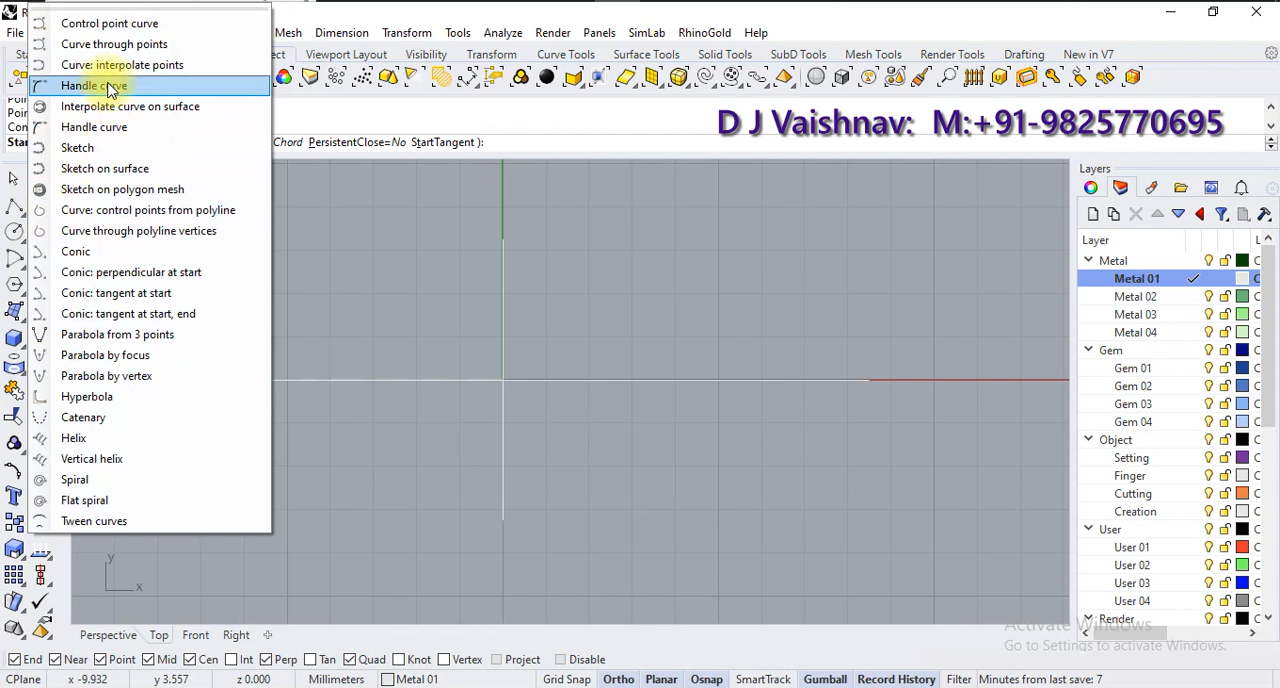 R
File
Mesh Dimension Transform Tools Analyze Render Panels SimLab RhinoGold Help
Sta
ect Viewport Layout Visibility Transform Curve Tools Surface Tools Solid Tools SubD Tools Mesh Tools Render Tools Drafting New in V7
Poin
Con
Star
Chord PersistentClose=No StartTangent ):
D J Vaishnav: M:+91-9825770695
Control point curve
Curve through points
Curve: interpolate points
Handle curve
Interpolate curve on surface
Handle curve
Sketch
Sketch on surface
Sketch on polygon mesh
Curve: control points from polyline
Curve through polyline vertices
Conic
Conic: perpendicular at start
Conic: tangent at start
Conic: tangent at start, end
Parabola from 3 points
Parabola by focus
Parabola by vertex
Hyperbola
Catenary
Helix
Vertical helix
Spiral
Flat spiral
Tween curves
y
x
Layers
Layer L
Metal C
Metal 01 C
Metal 02 C
Metal 03 C
Metal 04 C
Gem C
Gem 01 C
Gem 02 C
Gem 03 C
Gem 04 C
Object C
Setting C
Finger C
Cutting C
Creation C
User C
User 01 C
User 02 C
User 03 C
User 04 C
Render C
Activate Windows
Go to Settings to activate Windows.
Perspective Top Front Right
End Near Point Mid Cen Int Perp Tan Quad Knot Vertex Project Disable
CPlane x -9.932 y 3.557 z 0.000 Millimeters Metal 01 Grid Snap Ortho Planar Osnap SmartTrack Gumball Record History Filter Minutes from last save: 7